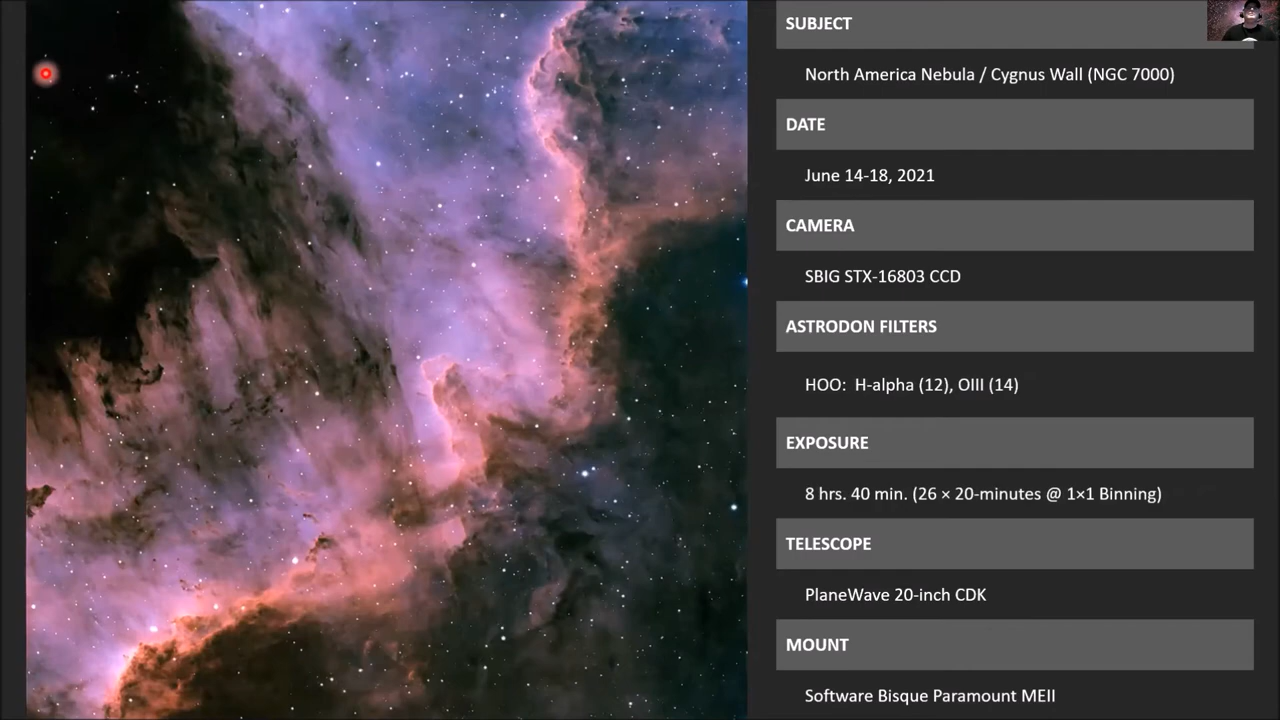 SUBJECT
North America Nebula / Cygnus Wall (NGC 7000)
DATE
June 14-18, 2021
CAMERA
SBIG STX-16803 CCD
ASTRODON FILTERS
HOO: H-alpha (12), OIII (14)
EXPOSURE
8 hrs. 40 min. (26 × 20-minutes @ 1×1 Binning)
TELESCOPE
PlaneWave 20-inch CDK
MOUNT
Software Bisque Paramount MEII